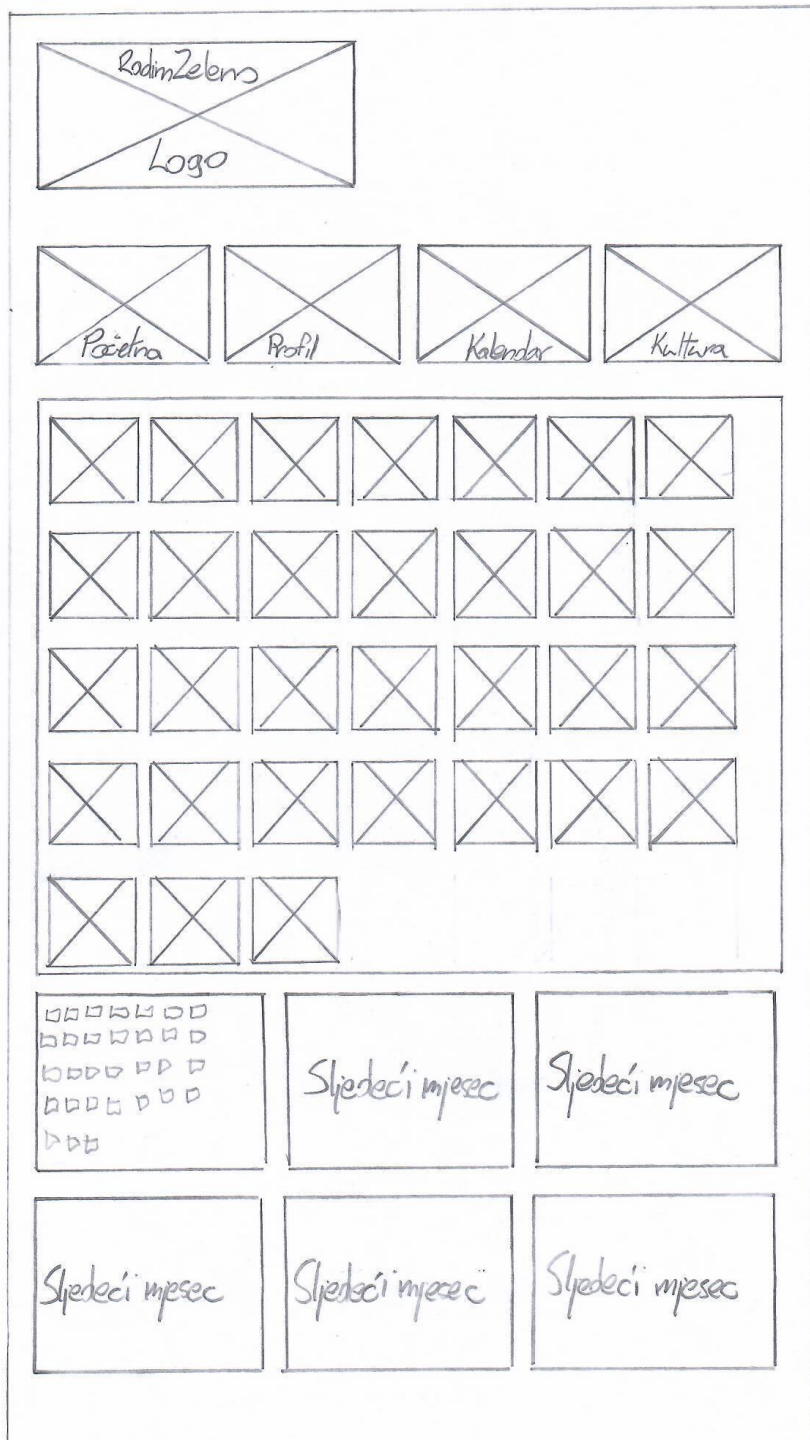 RodimZeleno
Logo
Početna
Profil
Kalendar
Kultura
Sljedeći mjesec
Sljedeći mjesec
Sljedeći mjesec
Sljedeći mjesec
Sljedeći mjesec